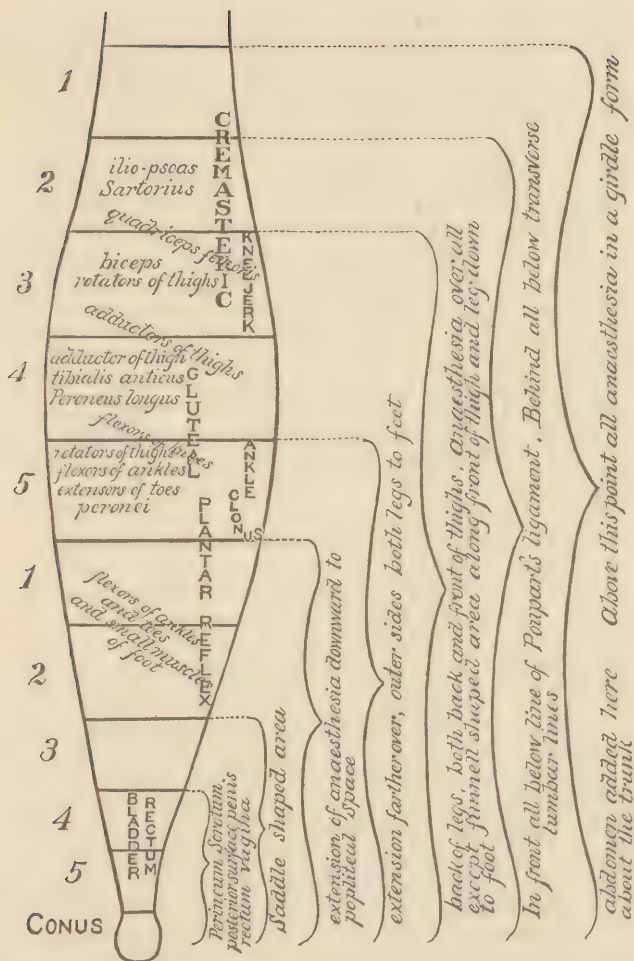 1
2
3
4
5
1
2
3
4
5
CONUS
ilio-psoas
Sartorius
quadriceps femoris
biceps
rotators of thighs
adductors of thighs
adductor of thigh
tibialis anticus
Peroneus longus
flexors of knees
rotators of thighs
flexors of ankles
extensors of toes
peronei
flexors of ankles
and toes
and small muscles
of foot
CREMASTERIC
KNEE JERK
GLUTEAL
ANKLE CLONUS
PLANTAR REFLEX
BLADDER
RECTUM
Perineum Scrotum
posterior surface penis
rectum vagina
Saddle shaped area
extension of anaesthesia downward to
popliteal space
extension farther over, outer sides both legs to feet
back of legs, both back and front of thighs, anaesthesia over all
except funnell shaped area along front of thigh and leg down
to foot
In front all below line of Pouparts ligament. Behind all below transverse
lumbar lines
abdomen added here Above this point all anaesthesia in a girdle form
about the trunk